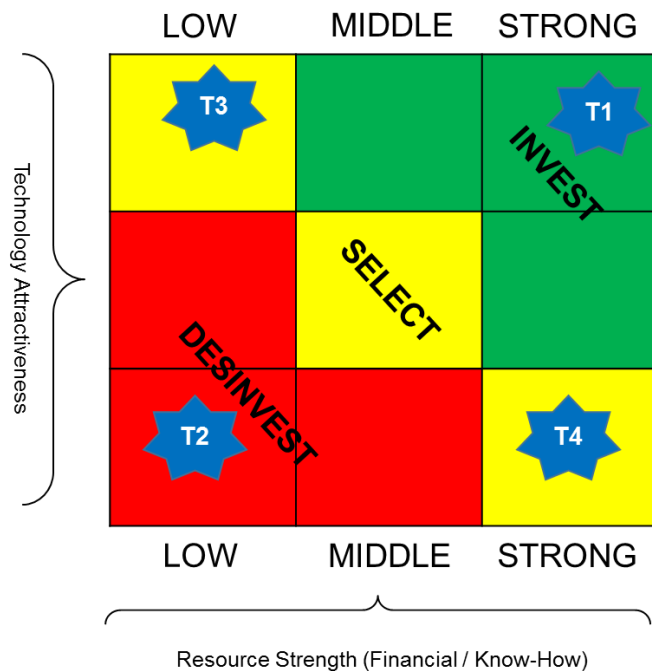 LOW MIDDLE STRONG
T3
T1
INVEST
Technology Attractiveness
SELECT
DESINVEST
T2
T4
LOW MIDDLE STRONG
Resource Strength (Financial / Know-How)